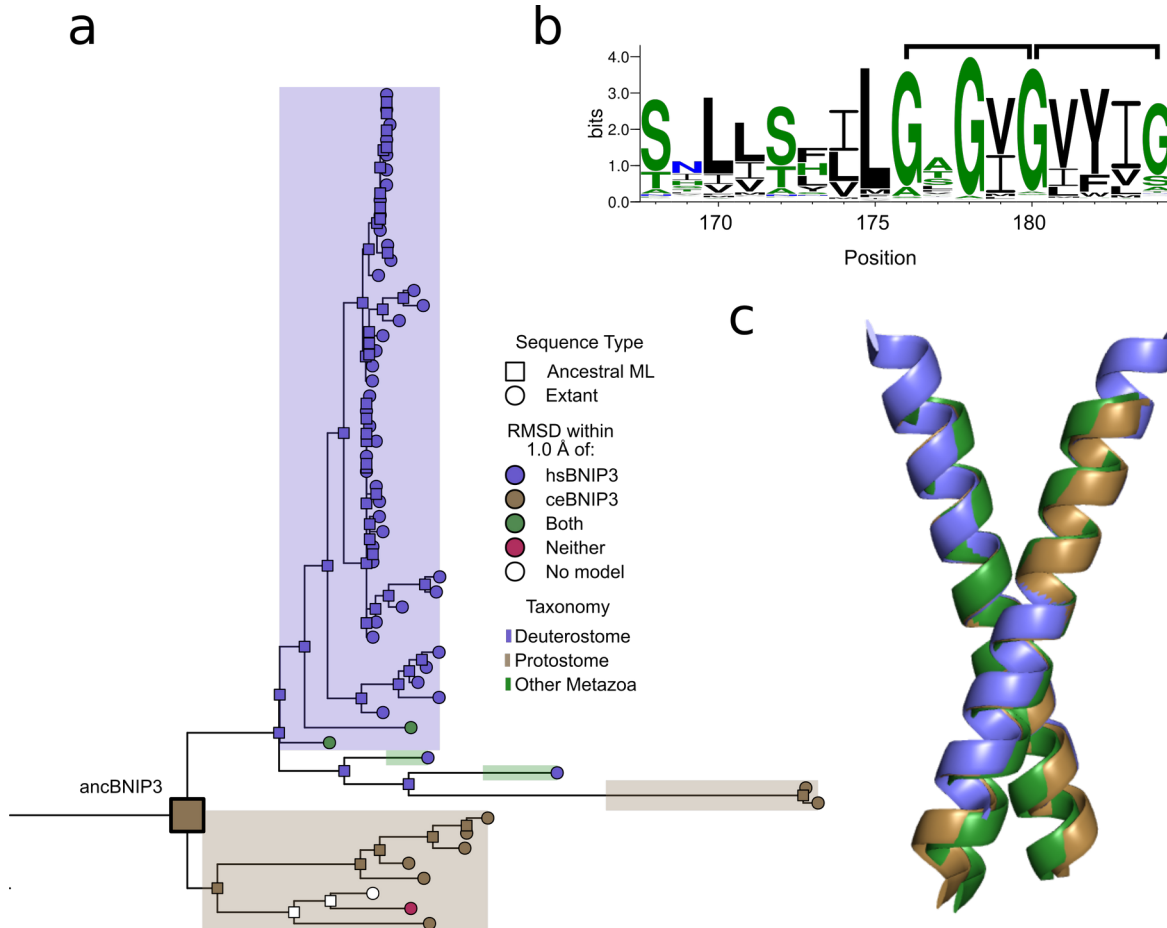 a
b
4.0
3.0
2.0
1.0
0.0
bits
170
175
180
Position
c
Sequence Type
Ancestral ML
Extant
RMSD within
1.0 Å of:
hsBNIP3
ceBNIP3
Both
Neither
No model
Taxonomy
Deuterostome
Protostome
Other Metazoa
ancBNIP3